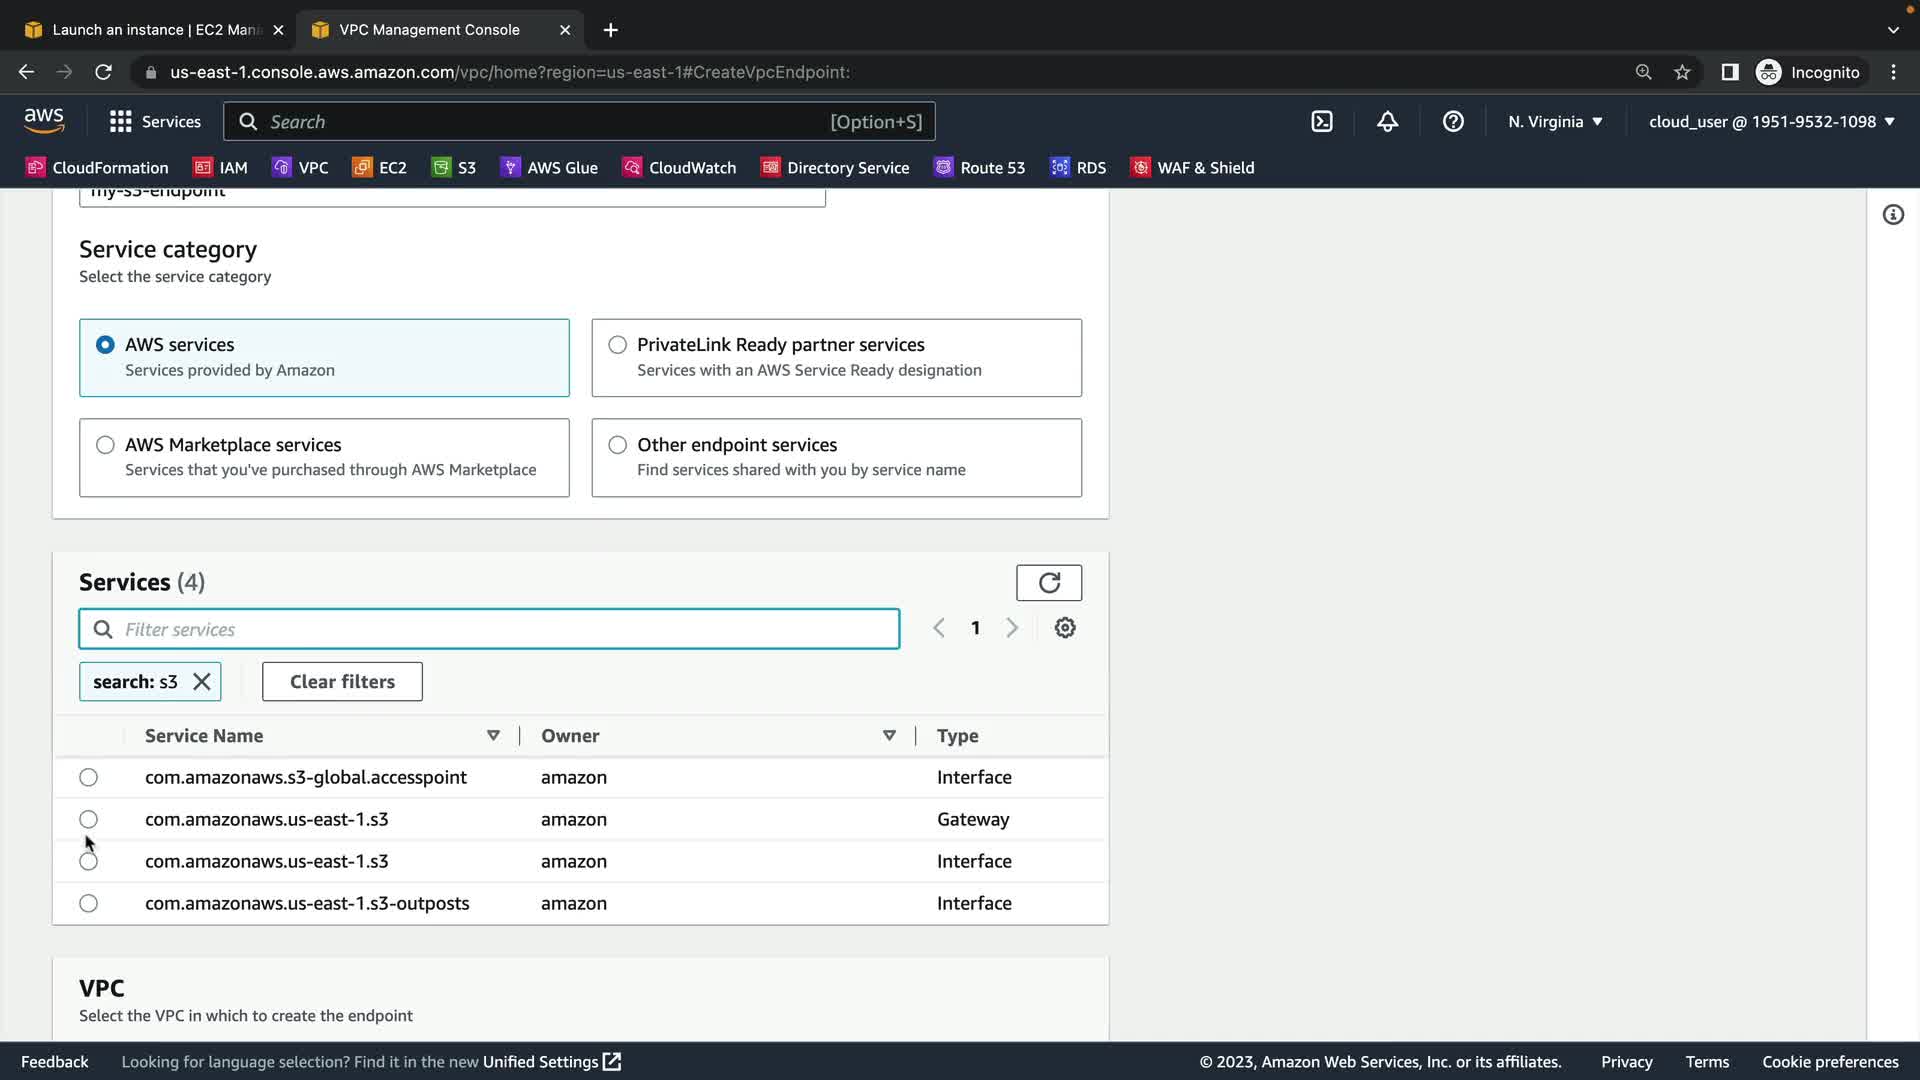 Launch an instance | EC2 Mana
VPC Management Console
us-east-1.console.aws.amazon.com/vpc/home?region=us-east-1#CreateVpcEndpoint:
Incognito
aws
Services
Search
[Option+S]
N. Virginia
cloud_user @ 1951-9532-1098
CloudFormation
IAM
VPC
EC2
S3
AWS Glue
CloudWatch
Directory Service
Route 53
RDS
WAF & Shield
my-s3-endpoint
Service category
Select the service category
AWS services
Services provided by Amazon
PrivateLink Ready partner services
Services with an AWS Service Ready designation
AWS Marketplace services
Services that you've purchased through AWS Marketplace
Other endpoint services
Find services shared with you by service name
Services (4)
Filter services
1
search: s3
Clear filters
Service Name
Owner
Type
com.amazonaws.s3-global.accesspoint
amazon
Interface
com.amazonaws.us-east-1.s3
amazon
Gateway
com.amazonaws.us-east-1.s3
amazon
Interface
com.amazonaws.us-east-1.s3-outposts
amazon
Interface
VPC
Select the VPC in which to create the endpoint
Feedback
Looking for language selection? Find it in the new Unified Settings
© 2023, Amazon Web Services, Inc. or its affiliates.
Privacy
Terms
Cookie preferences